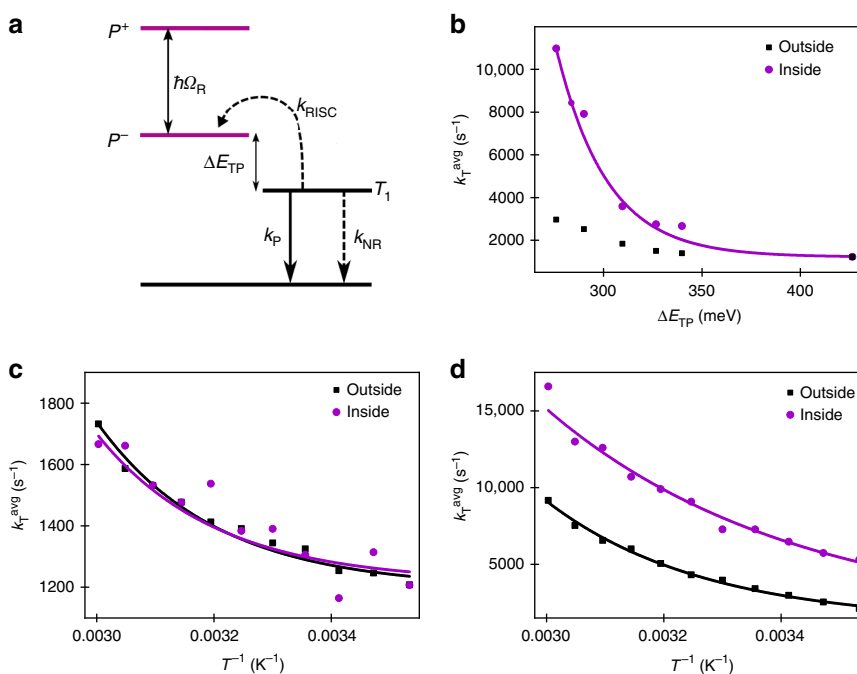 a
P+
ℏΩR
kRISC
P−
ΔETP
T1
kP
kNR
b
Outside
Inside
10,000
8000
6000
4000
2000
kTavg (s−1)
300
350
400
ΔETP (meV)
c
Outside
Inside
1800
1600
1400
1200
kTavg (s−1)
0.0030
0.0032
0.0034
T−1 (K−1)
d
Outside
Inside
15,000
10,000
5000
kTavg (s−1)
0.0030
0.0032
0.0034
T−1 (K−1)